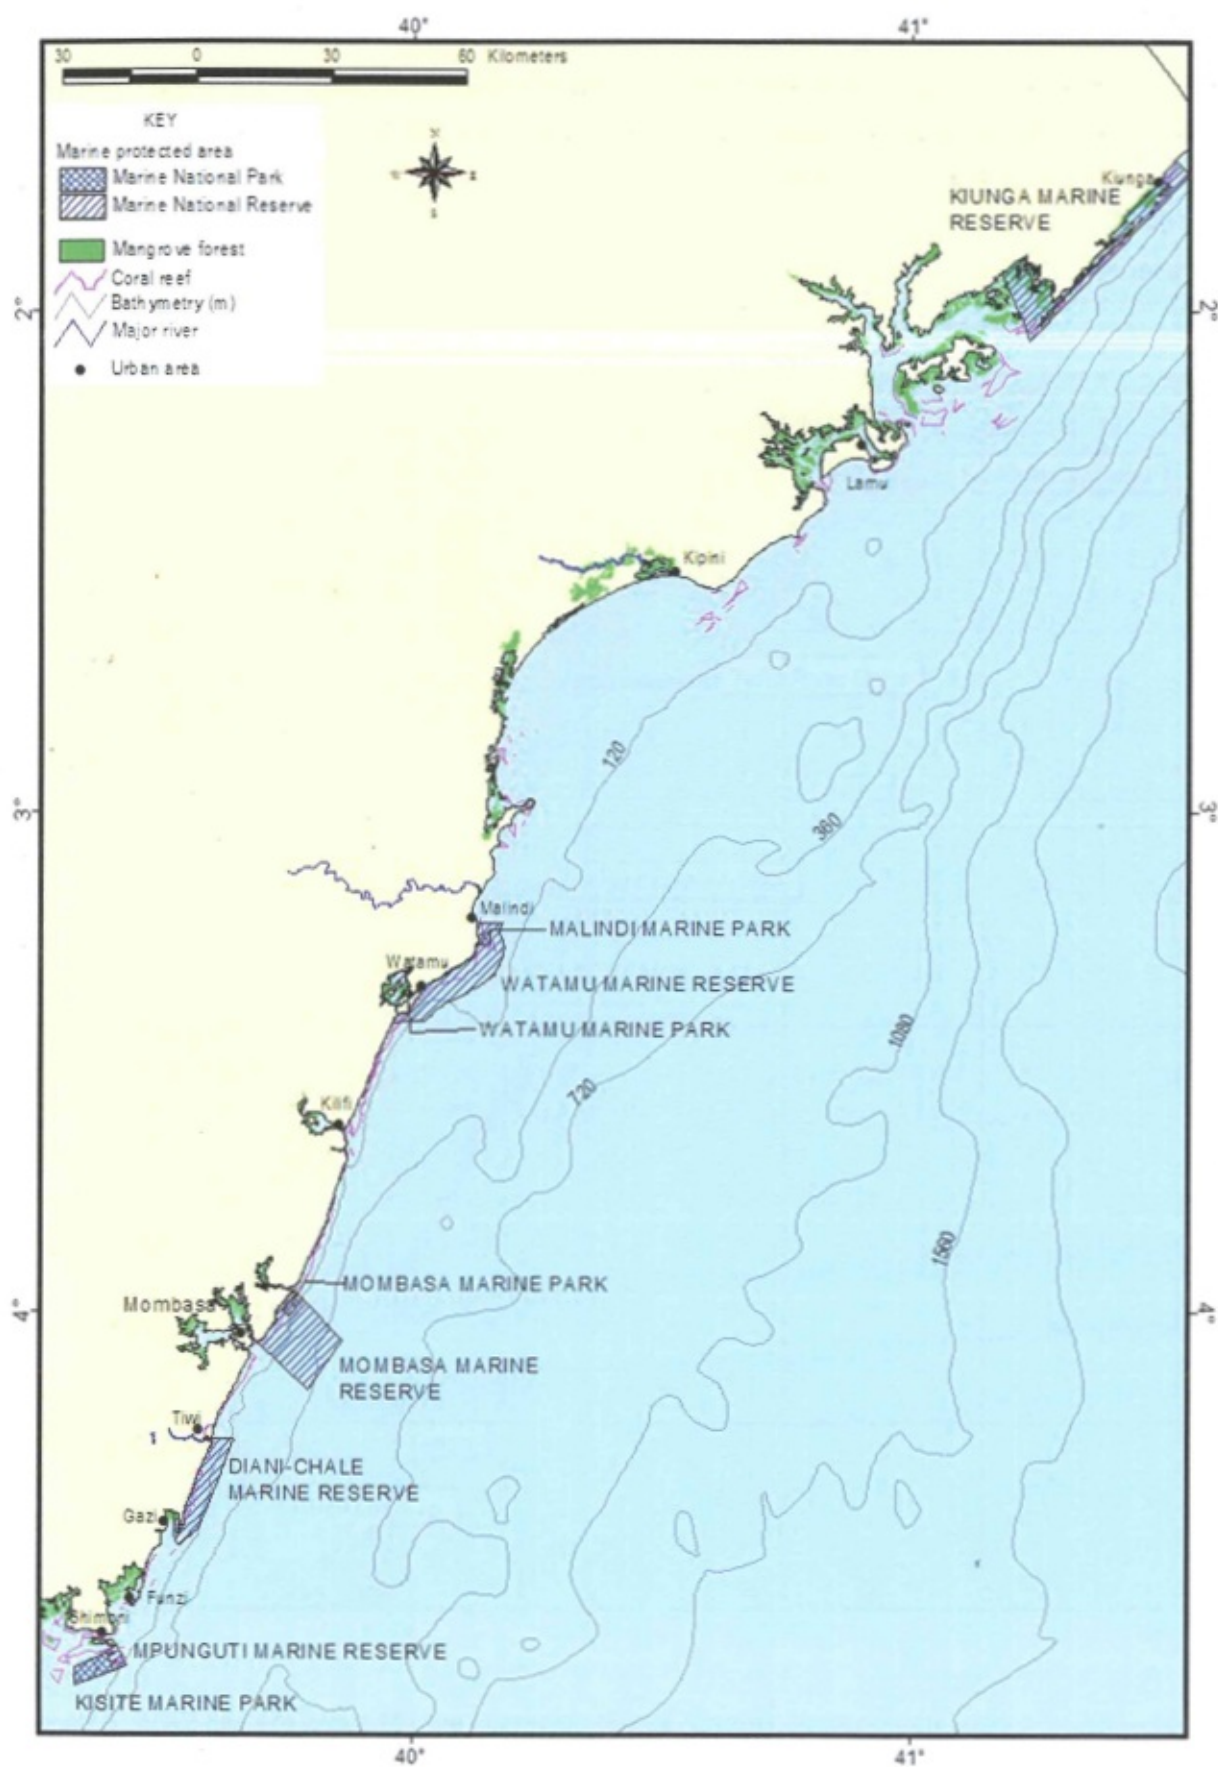 40° 41°
30 0 30 60 Kilometers
KEY
Marine protected area
Marine National Park
Marine National Reserve
Mangrove forest
Coral reef
Bathymetry (m)
Major river
Urban area
N
E
S
Kiunga
KIUNGA MARINE
RESERVE
2° 2°
Lamu
Kipini
120
3° 3°
360
Malindi
MALINDI MARINE PARK
Watamu
WATAMU MARINE RESERVE
WATAMU MARINE PARK
1080
720
Kilifi
1560
MOMBASA MARINE PARK
Mombasa
4° 4°
MOMBASA MARINE
RESERVE
Tiwi
DIANI-CHALE
MARINE RESERVE
Gazi
Funzi
Shimoni
MPUNGUTI MARINE RESERVE
KISITE MARINE PARK
40° 41°